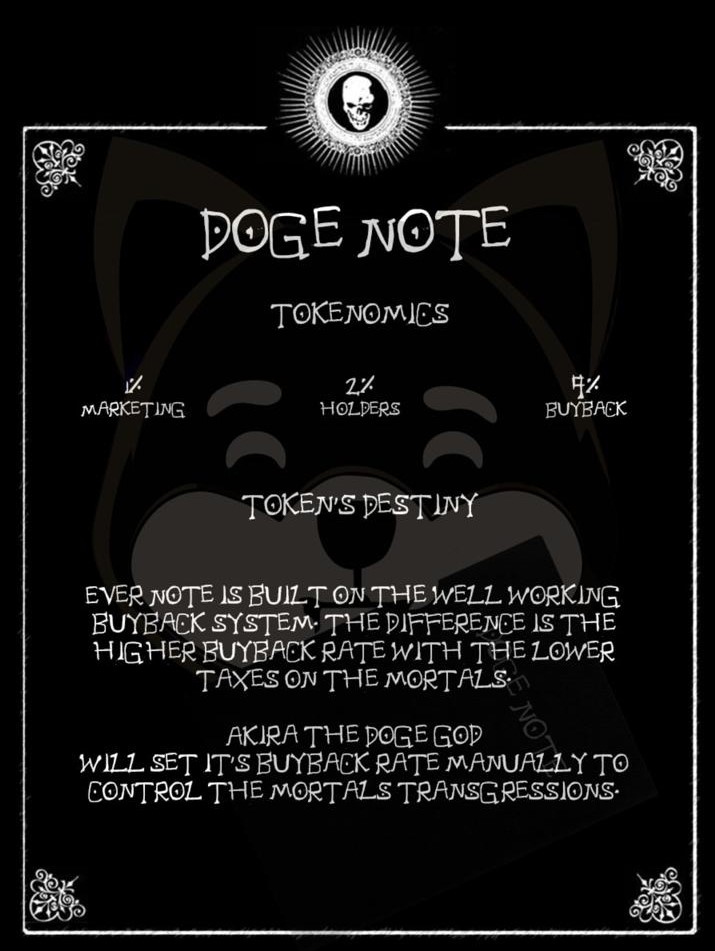 DOGE NOTE
TOKENOMICS
1% 2% 4%
MARKETING HOLDERS BUYBACK
TOKEN'S DESTINY
EVER NOTE IS BUILT ON THE WELL WORKING
BUYBACK SYSTEM. THE DIFFERENCE IS THE
HIGHER BUYBACK RATE WITH THE LOWER
TAXES ON THE MORTALS.
AKIRA THE DOGE GOD
WILL SET IT'S BUYBACK RATE MANUALLY TO
CONTROL THE MORTALS TRANSGRESSIONS.
DOGE NOTE